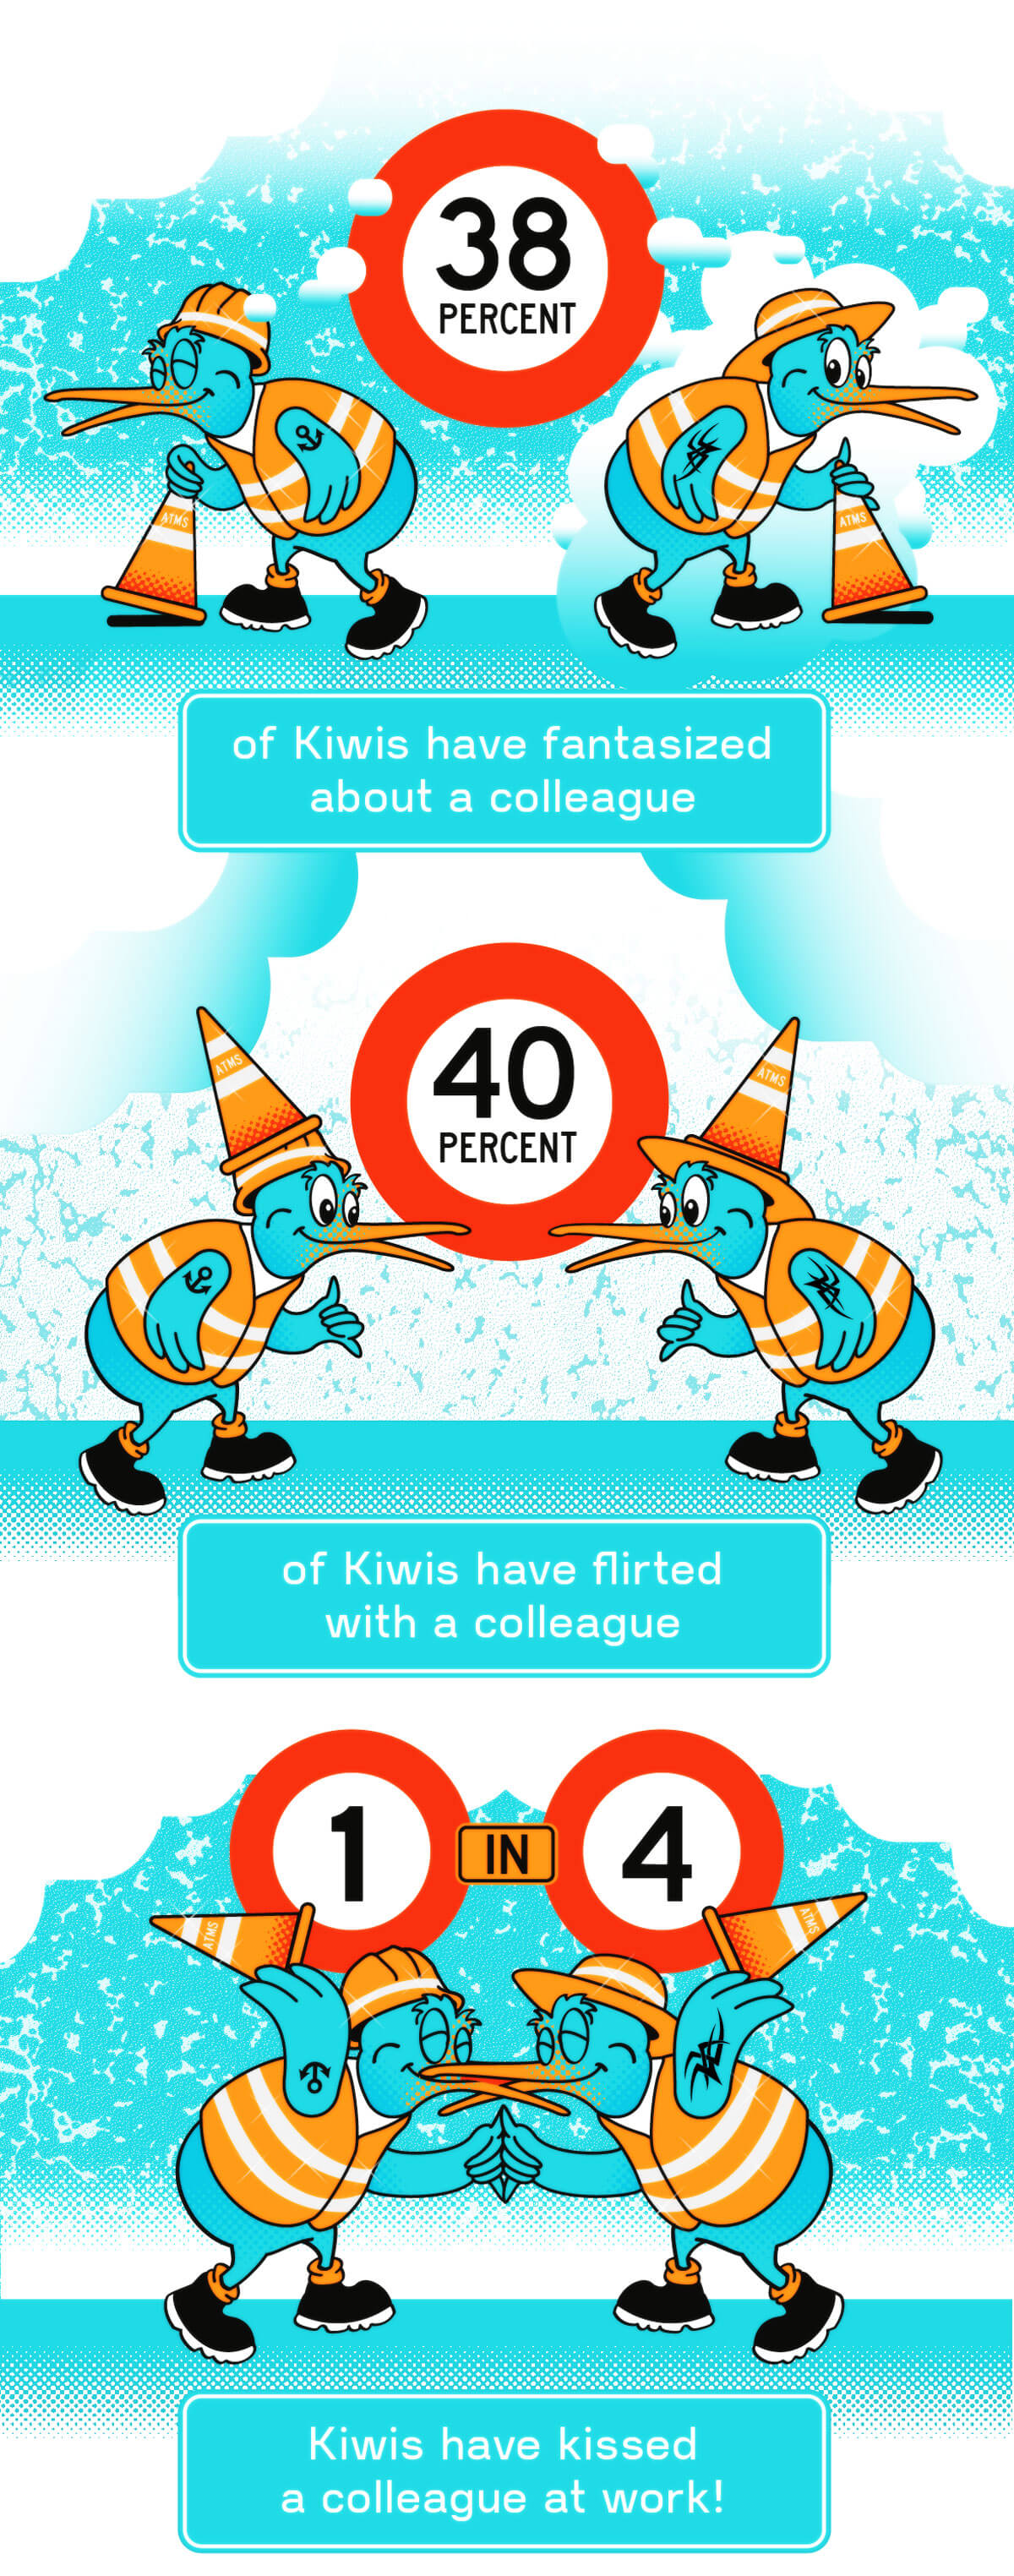 38
PERCENT
ATMS
ATMS
of Kiwis have fantasized
about a colleague
ATMS
ATMS
40
PERCENT
of Kiwis have flirted
with a colleague
1 IN 4
ATMS
ATMS
Kiwis have kissed
a colleague at work!